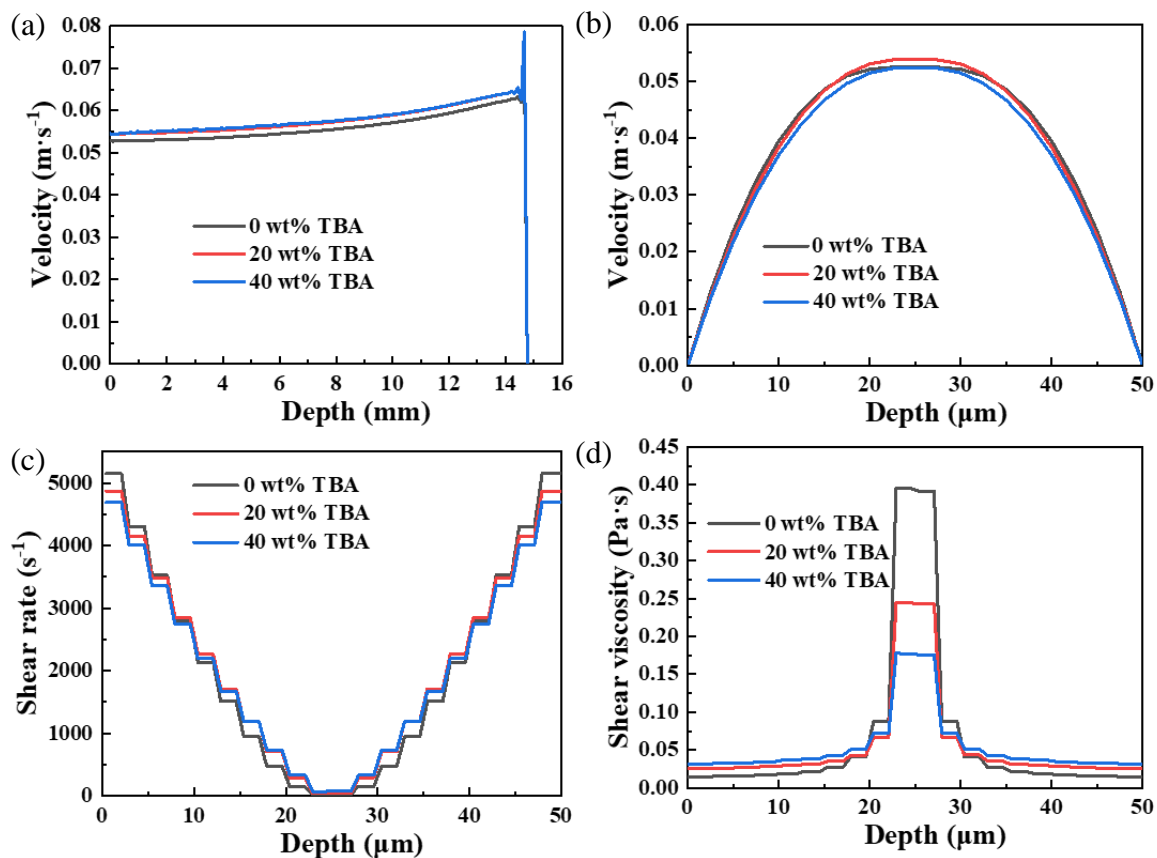 (a)
0.08
0.07
0.06
0.05
0.04
0.03
0.02
0.01
0.00
Velocity (m·s⁻¹)
0 wt% TBA
20 wt% TBA
40 wt% TBA
0 2 4 6 8 10 12 14 16
Depth (mm)
(b)
0.06
0.05
0.04
0.03
0.02
0.01
0.00
Velocity (m·s⁻¹)
0 wt% TBA
20 wt% TBA
40 wt% TBA
0 10 20 30 40 50
Depth (μm)
(c)
5000
4000
3000
2000
1000
0
Shear rate (s⁻¹)
0 wt% TBA
20 wt% TBA
40 wt% TBA
0 10 20 30 40 50
Depth (μm)
(d)
0.45
0.40
0.35
0.30
0.25
0.20
0.15
0.10
0.05
0.00
Shear viscosity (Pa·s)
0 wt% TBA
20 wt% TBA
40 wt% TBA
0 10 20 30 40 50
Depth (μm)